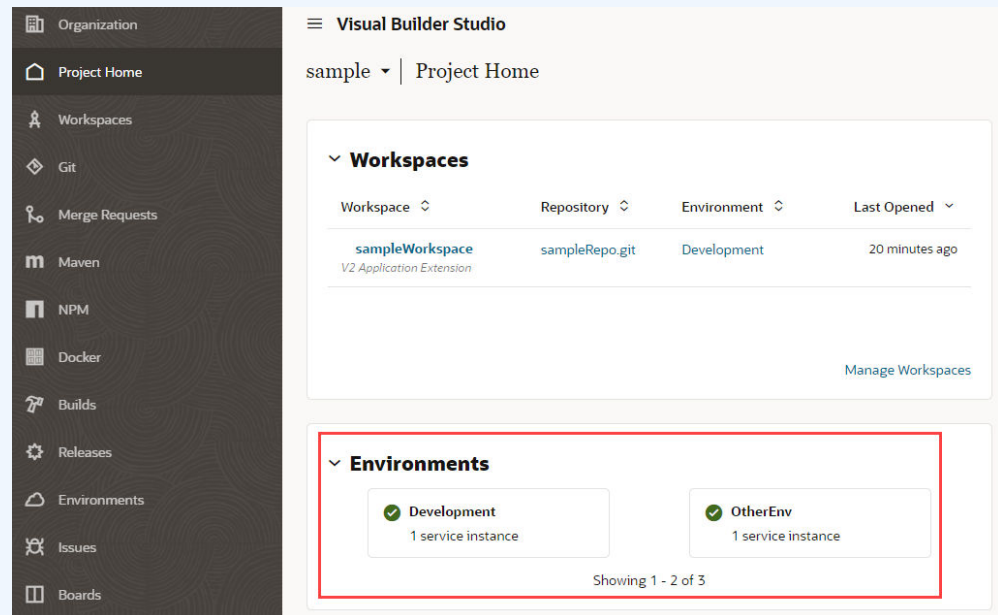 Organization
Project Home
Workspaces
Git
Merge Requests
Maven
NPM
Docker
Builds
Releases
Environments
Issues
Boards
Visual Builder Studio
sample | Project Home
Workspaces
Workspace Repository Environment Last Opened
sampleWorkspace sampleRepo.git Development 20 minutes ago
V2 Application Extension
Manage Workspaces
Environments
Development OtherEnv
1 service instance 1 service instance
Showing 1 - 2 of 3